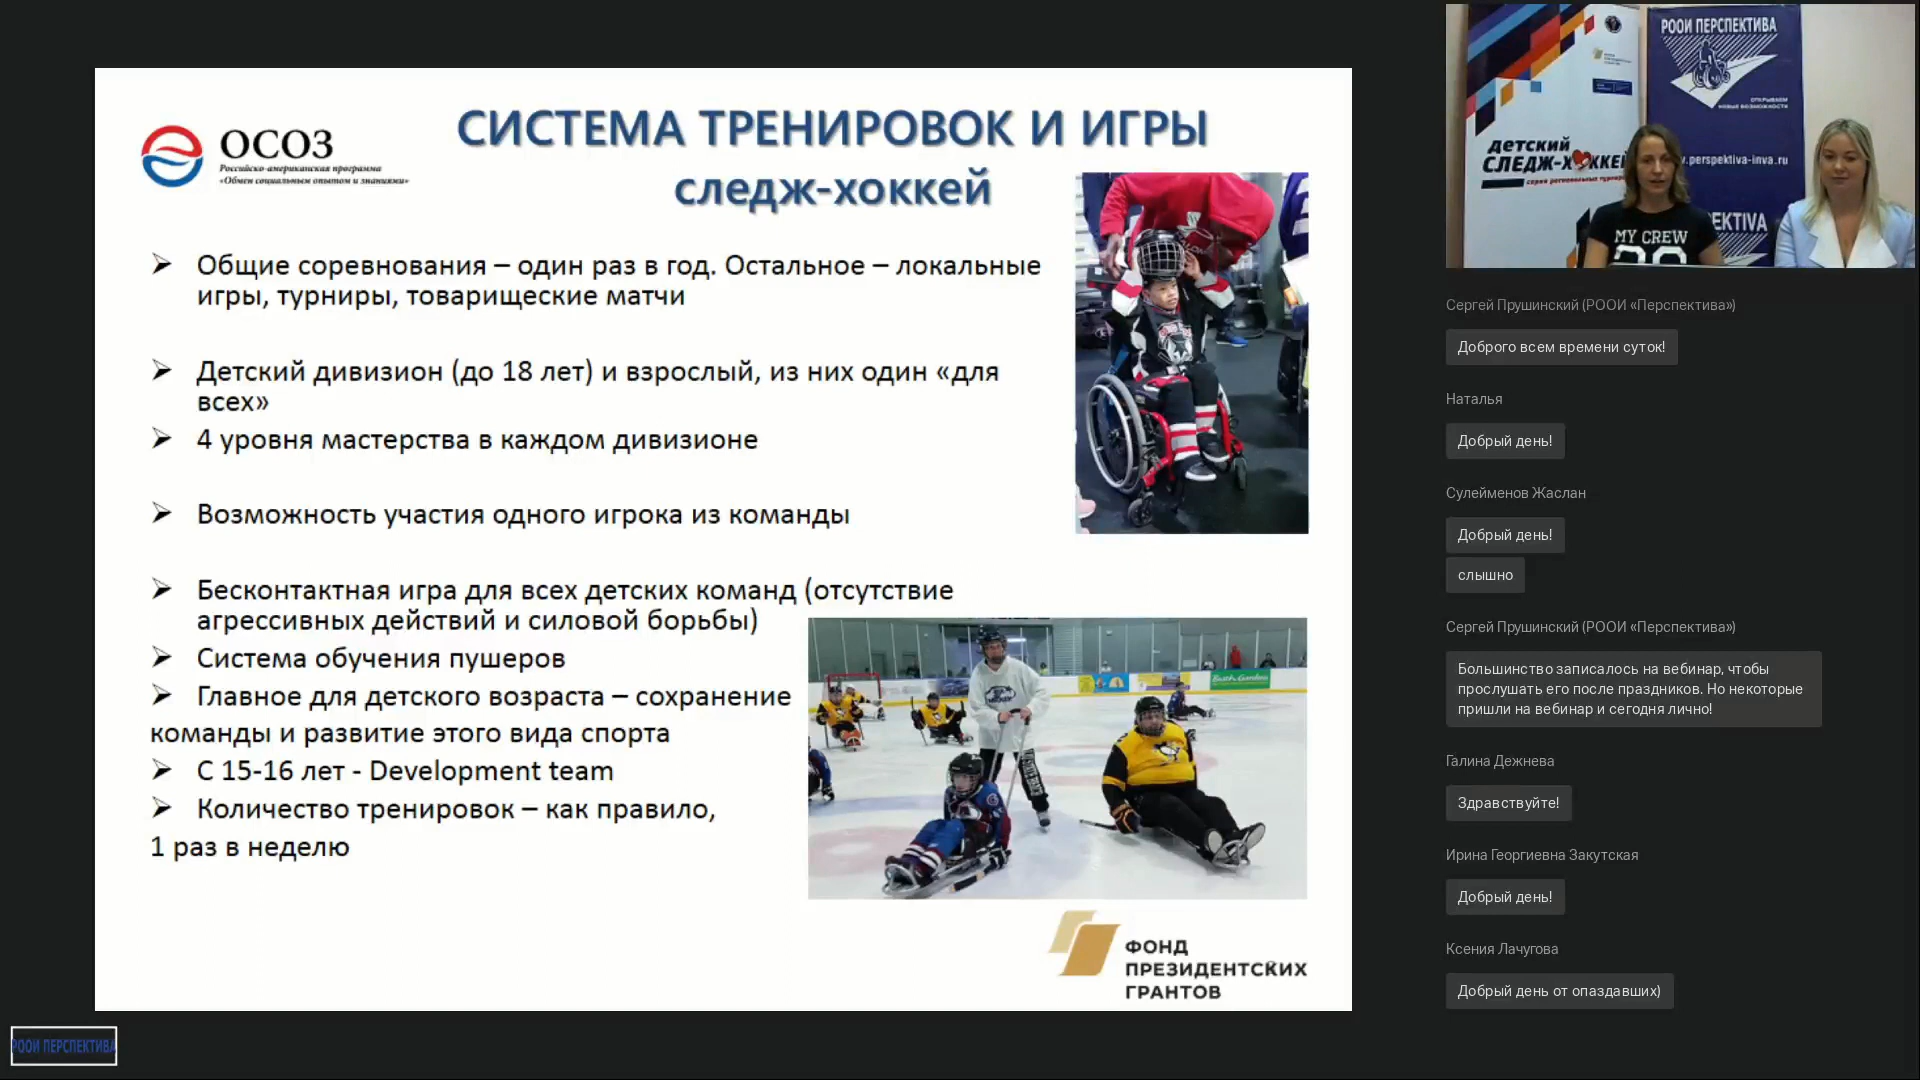 ОСОЗ
Российско-американская программа
«Обмен социальным опытом и знаниями»
СИСТЕМА ТРЕНИРОВОК И ИГРЫ
следж-хоккей
Общие соревнования – один раз в год. Остальное – локальные
игры, турниры, товарищеские матчи
Детский дивизион (до 18 лет) и взрослый, из них один «для
всех»
4 уровня мастерства в каждом дивизионе
Возможность участия одного игрока из команды
Бесконтактная игра для всех детских команд (отсутствие
агрессивных действий и силовой борьбы)
Система обучения пушеров
Главное для детского возраста – сохранение
команды и развитие этого вида спорта
С 15-16 лет - Development team
Количество тренировок – как правило,
1 раз в неделю
Busch Gardens
ФОНД
ПРЕЗИДЕНТСКИХ
ГРАНТОВ
РООИ ПЕРСПЕКТИВА
РООИ ПЕРСПЕКТИВА
ОТКРЫВАЕМ
НОВЫЕ ВОЗМОЖНОСТИ
ДЕТСКИЙ
СЛЕДЖ-ХОККЕЙ
.perspektiva-inva.ru
EKTIVA
MY CREW
Сергей Прушинский (РООИ «Перспектива»)
Доброго всем времени суток!
Наталья
Добрый день!
Сулейменов Жаслан
Добрый день!
слышно
Сергей Прушинский (РООИ «Перспектива»)
Большинство записалось на вебинар, чтобы
прослушать его после праздников. Но некоторые
пришли на вебинар и сегодня лично!
Галина Дежнева
Здравствуйте!
Ирина Георгиевна Закутская
Добрый день!
Ксения Лачугова
Добрый день от опаздавших)